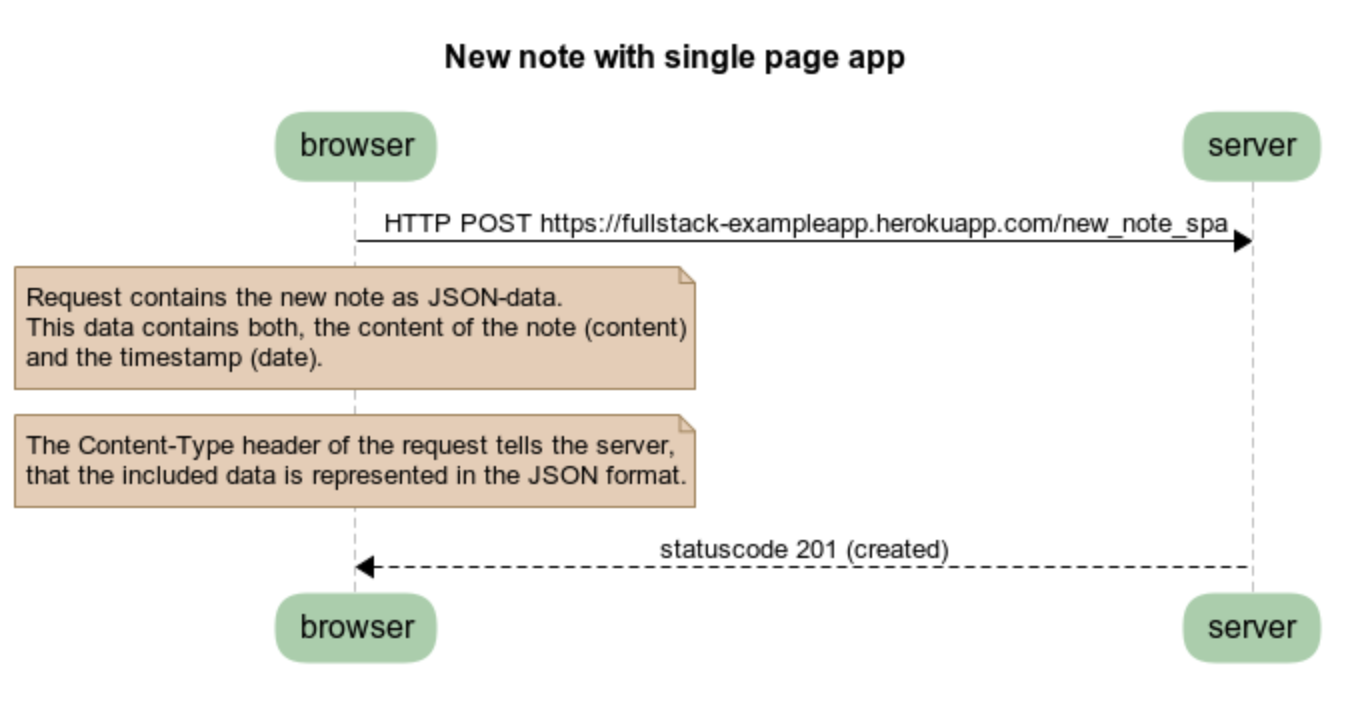 New note with single page app
browser
server
HTTP POST https://fullstack-exampleapp.herokuapp.com/new_note_spa
Request contains the new note as JSON-data.
This data contains both, the content of the note (content)
and the timestamp (date).
The Content-Type header of the request tells the server,
that the included data is represented in the JSON format.
statuscode 201 (created)
browser
server